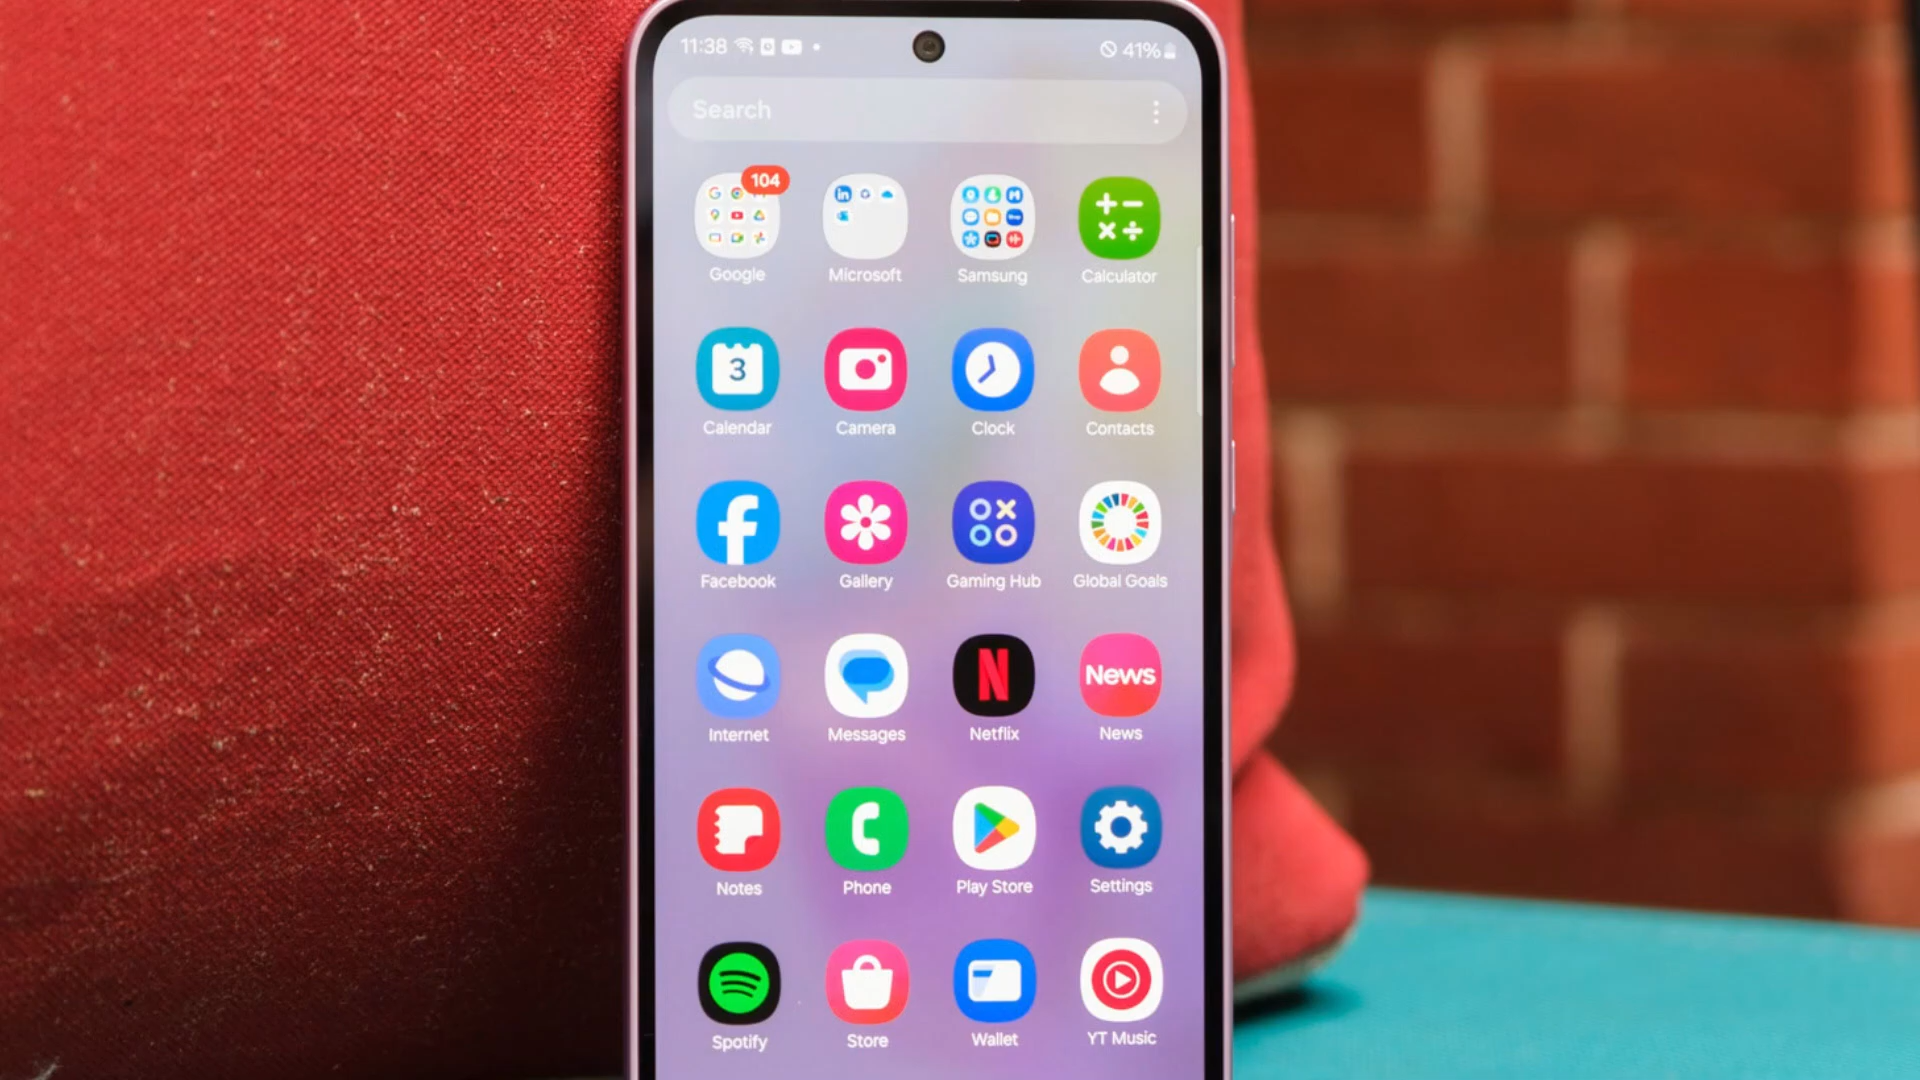 11:38
41%
Search
104
Google Microsoft Samsung Calculator
3
Calendar Camera Clock Contacts
Facebook Gallery Gaming Hub Global Goals
News
Internet Messages Netflix News
Notes Phone Play Store Settings
Spotify Store Wallet YT Music